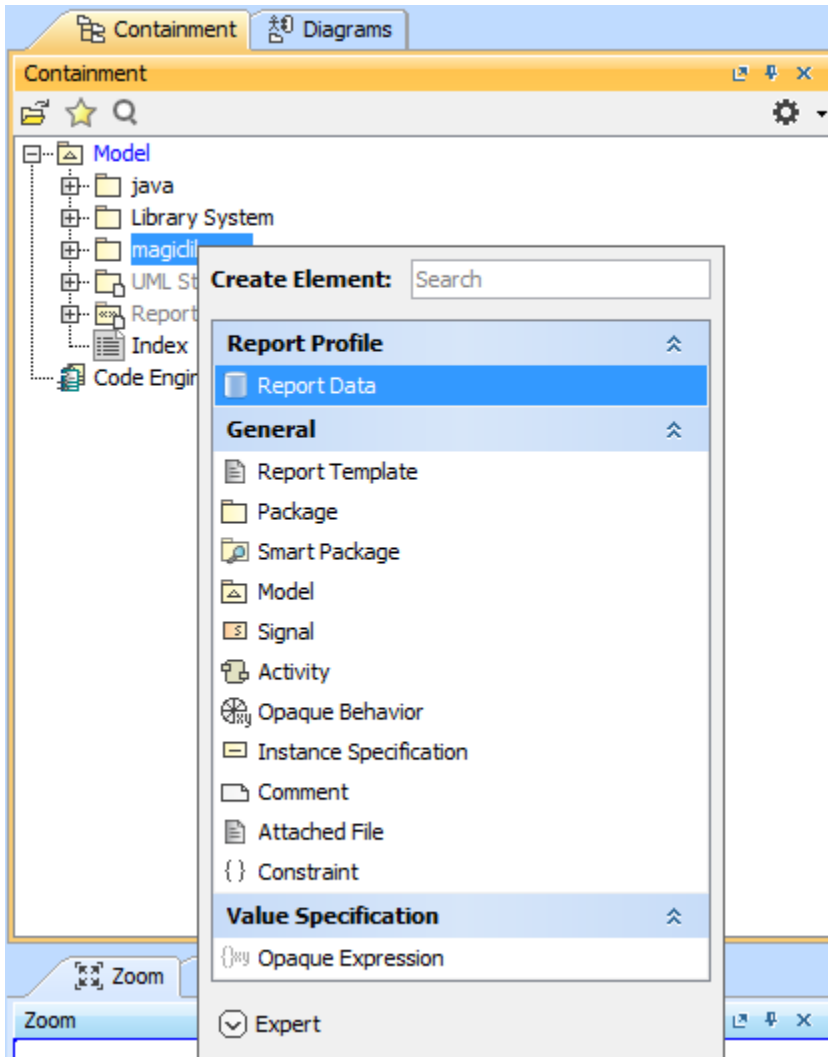 Containment
Diagrams
Containment
Model
java
Library System
UML
Create Element:
Search
Report
Report Profile
Index
Report Data
Code
General
Report Template
Package
Smart Package
Model
Signal
Activity
Opaque Behavior
Instance Specification
Comment
Attached File
{ } Constraint
Value Specification
Opaque Expression
Zoom
Zoom
Expert